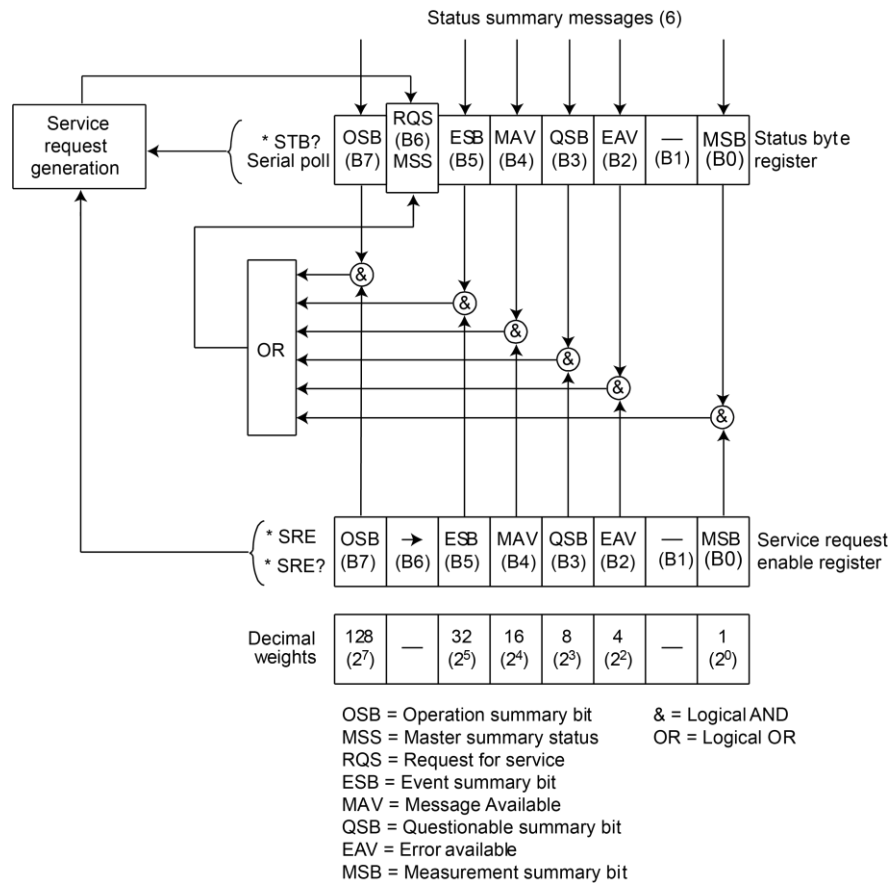 Status summary messages (6)
Service
request
generation
* STB?
Serial poll
OSB
(B7)
RQS
(B6)
MSS
ESB
(B5)
MAV
(B4)
QSB
(B3)
EAV
(B2)
—
(B1)
MSB
(B0)
Status byte
register
&
&
&
&
&
&
OR
* SRE
* SRE?
OSB
(B7)
→
(B6)
ESB
(B5)
MAV
(B4)
QSB
(B3)
EAV
(B2)
—
(B1)
MSB
(B0)
Service request
enable register
Decimal
weights
128
(2⁷)
—
32
(2⁵)
16
(2⁴)
8
(2³)
4
(2²)
—
1
(2⁰)
OSB = Operation summary bit
MSS = Master summary status
RQS = Request for service
ESB = Event summary bit
MAV = Message Available
QSB = Questionable summary bit
EAV = Error available
MSB = Measurement summary bit
& = Logical AND
OR = Logical OR